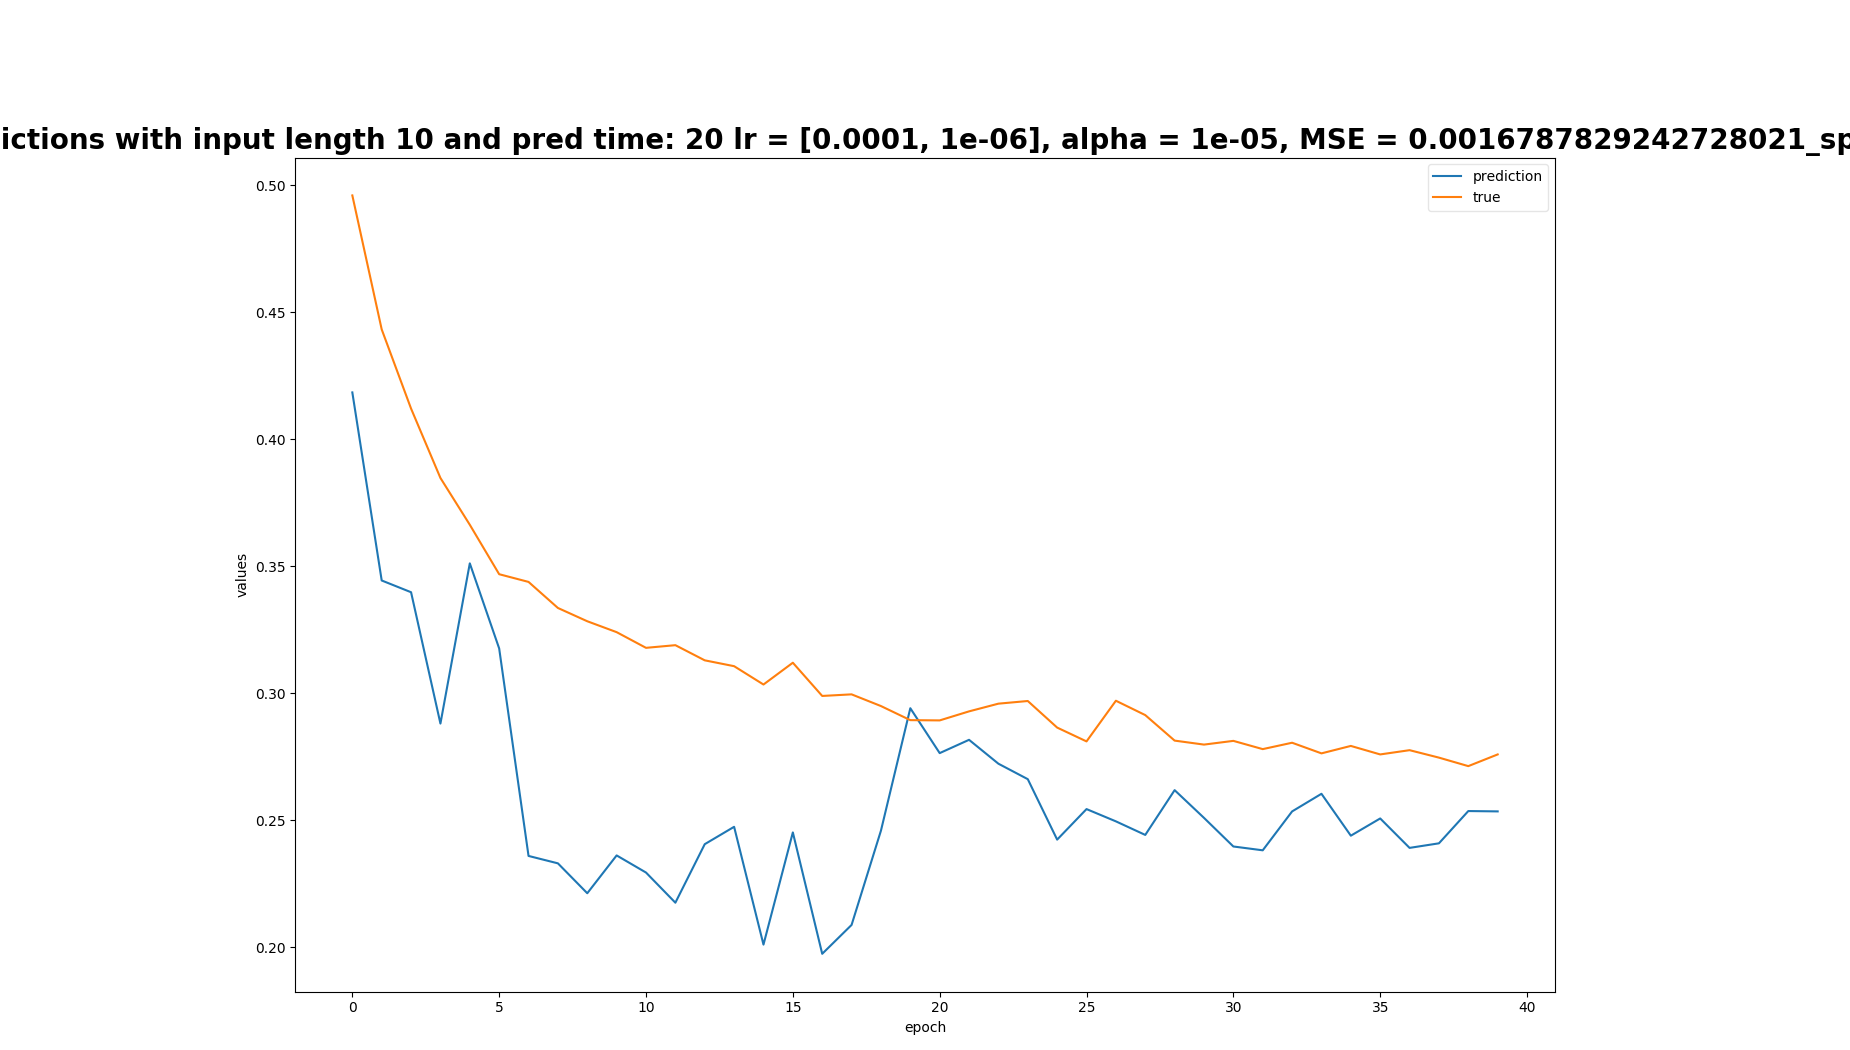 ictions with input length 10 and pred time: 20 lr = [0.0001, 1e-06], alpha = 1e-05, MSE = 0.0016787829242728021_sp
prediction
true
0.50
0.45
0.40
0.35
0.30
0.25
0.20
values
0 5 10 15 20 25 30 35 40
epoch